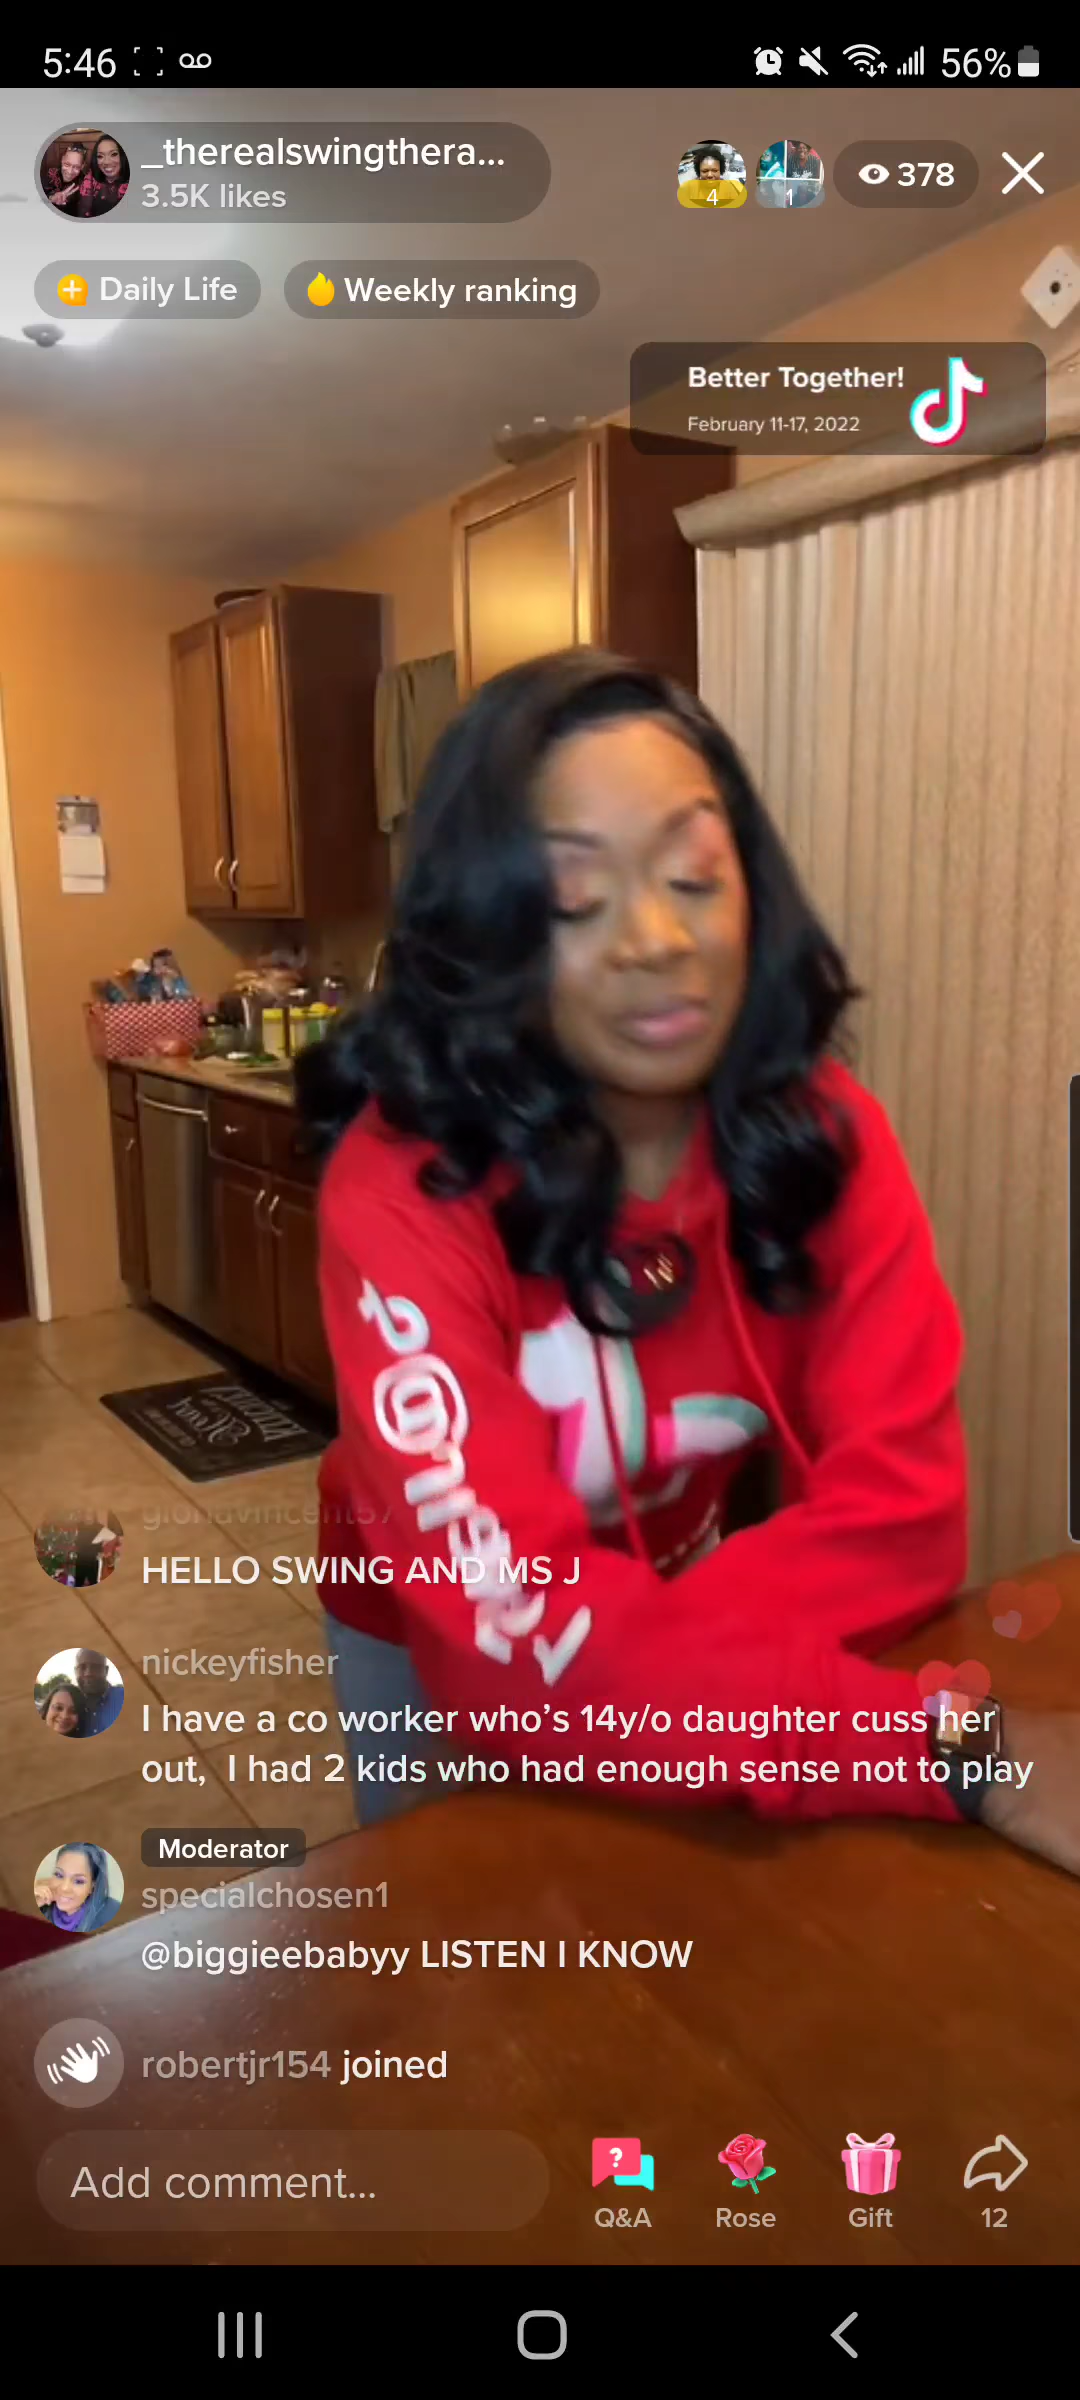 5:46
56%
_therealswingthera...
3.5K likes
4
1
378
Daily Life
Weekly ranking
Better Together!
February 11-17, 2022
HELLO SWING AND MS J
nickeyfisher
I have a co worker who’s 14y/o daughter cuss her
out,  I had 2 kids who had enough sense not to play
Moderator
specialchosen1
@biggieebabyy LISTEN I KNOW
robertjr154 joined
Add comment...
Q&A
Rose
Gift
12